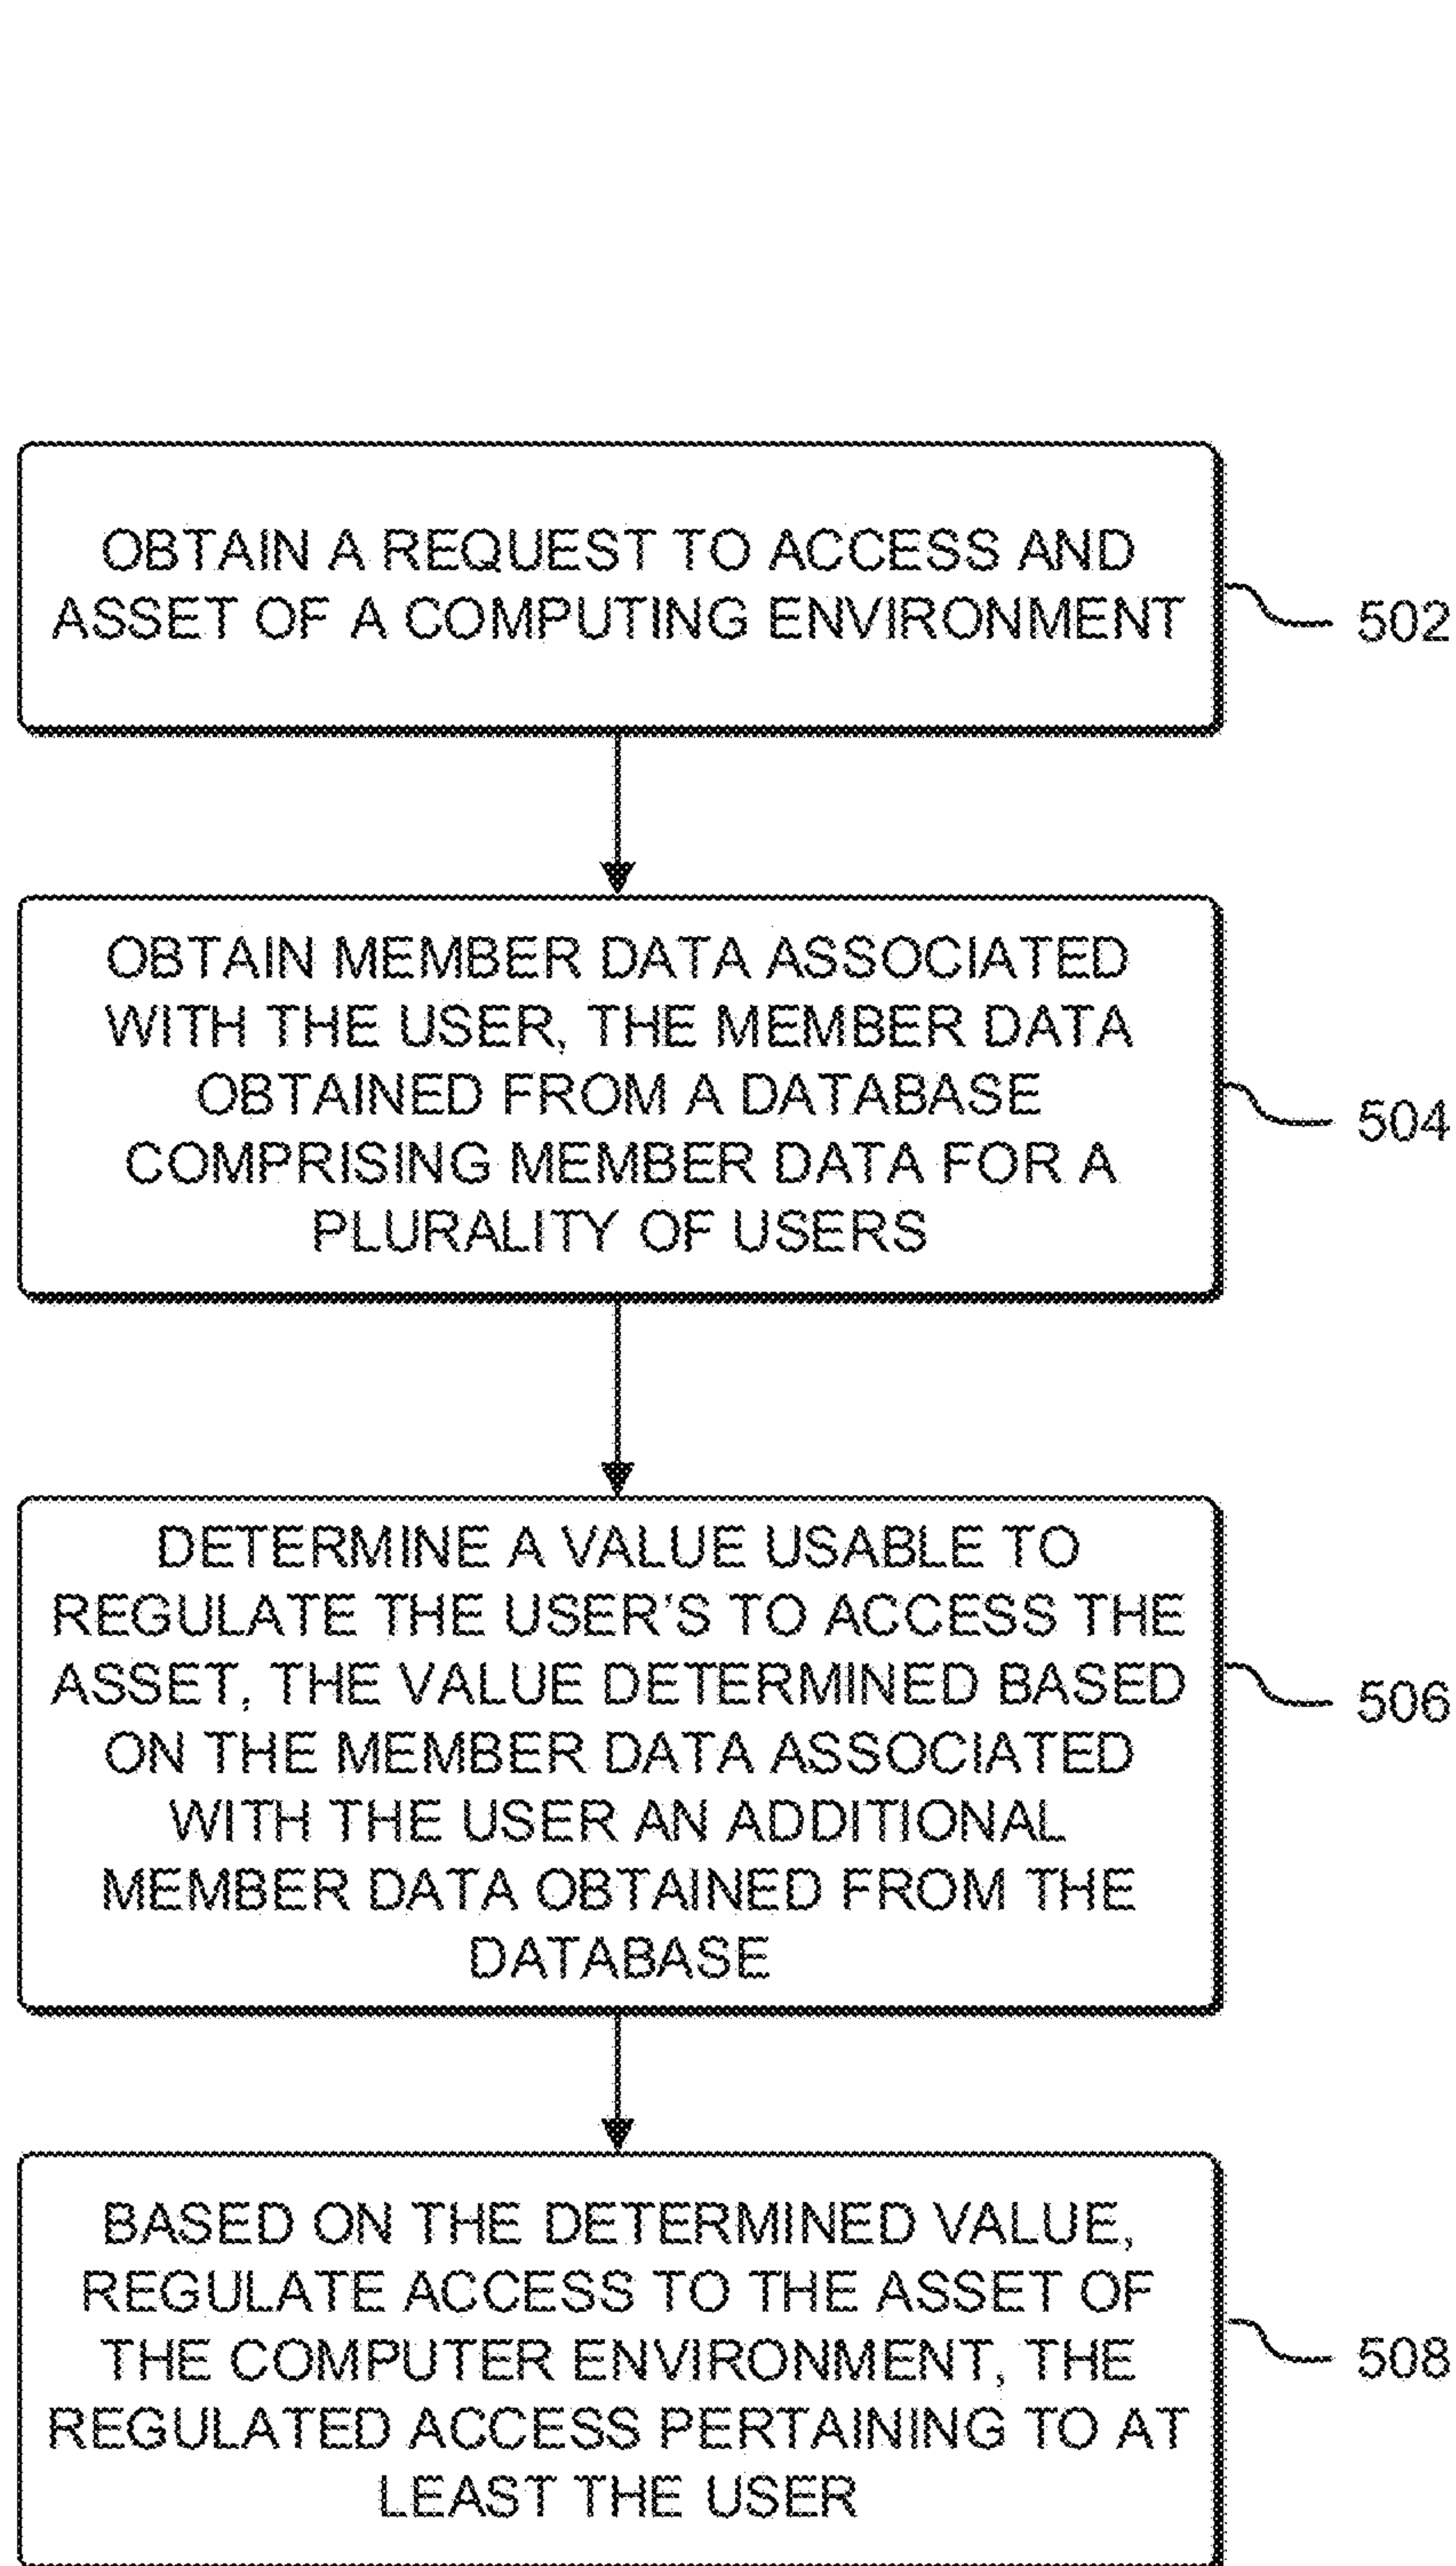 OBTAIN A REQUEST TO ACCESS AND
ASSET OF A COMPUTING ENVIRONMENT
502
OBTAIN MEMBER DATA ASSOCIATED
WITH THE USER, THE MEMBER DATA
OBTAINED FROM A DATABASE
COMPRISING MEMBER DATA FOR A
PLURALITY OF USERS
504
DETERMINE A VALUE USABLE TO
REGULATE THE USER'S TO ACCESS THE
ASSET, THE VALUE DETERMINED BASED
ON THE MEMBER DATA ASSOCIATED
WITH THE USER AN ADDITIONAL
MEMBER DATA OBTAINED FROM THE
DATABASE
506
BASED ON THE DETERMINED VALUE,
REGULATE ACCESS TO THE ASSET OF
THE COMPUTER ENVIRONMENT, THE
REGULATED ACCESS PERTAINING TO AT
LEAST THE USER
508